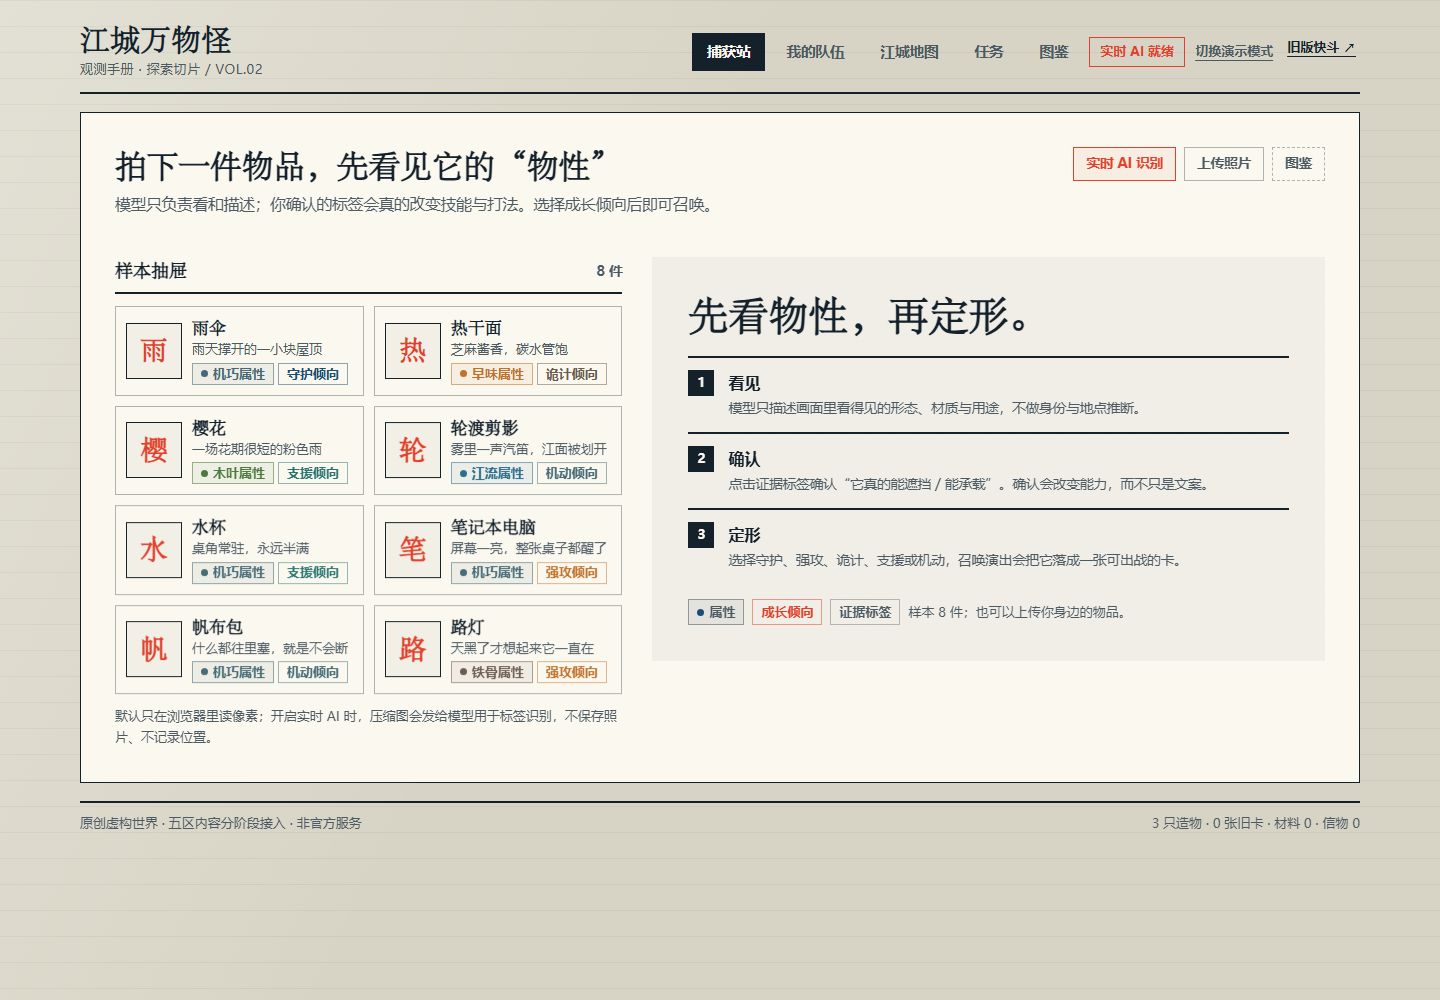 江城万物怪
观测手册 · 探索切片 / VOL.02
捕获站 我的队伍 江城地图 任务 图鉴 实时 AI 就绪 切换演示模式 旧版快斗 ↗
拍下一件物品，先看见它的“物性”
实时 AI 识别 上传照片 图鉴
模型只负责看和描述；你确认的标签会真的改变技能与打法。选择成长倾向后即可召唤。
样本抽屉 8 件
雨
雨伞
雨天撑开的一小块屋顶
机巧属性 守护倾向
热
热干面
芝麻酱香，碳水管饱
早味属性 诡计倾向
樱
樱花
一场花期很短的粉色雨
木叶属性 支援倾向
轮
轮渡剪影
雾里一声汽笛，江面被划开
江流属性 机动倾向
水
水杯
桌角常驻，永远半满
机巧属性 支援倾向
笔
笔记本电脑
屏幕一亮，整张桌子都醒了
机巧属性 强攻倾向
帆
帆布包
什么都往里塞，就是不会断
机巧属性 机动倾向
路
路灯
天黑了才想起来它一直在
铁骨属性 强攻倾向
默认只在浏览器里读像素；开启实时 AI 时，压缩图会发给模型用于标签识别，不保存照
片、不记录位置。
先看物性，再定形。
1 看见
模型只描述画面里看得见的形态、材质与用途，不做身份与地点推断。
2 确认
点击证据标签确认“它真的能遮挡 / 能承载”。确认会改变能力，而不只是文案。
3 定形
选择守护、强攻、诡计、支援或机动，召唤演出会把它落成一张可出战的卡。
属性 成长倾向 证据标签 样本 8 件；也可以上传你身边的物品。
原创虚构世界 · 五区内容分阶段接入 · 非官方服务
3 只造物 · 0 张旧卡 · 材料 0 · 信物 0